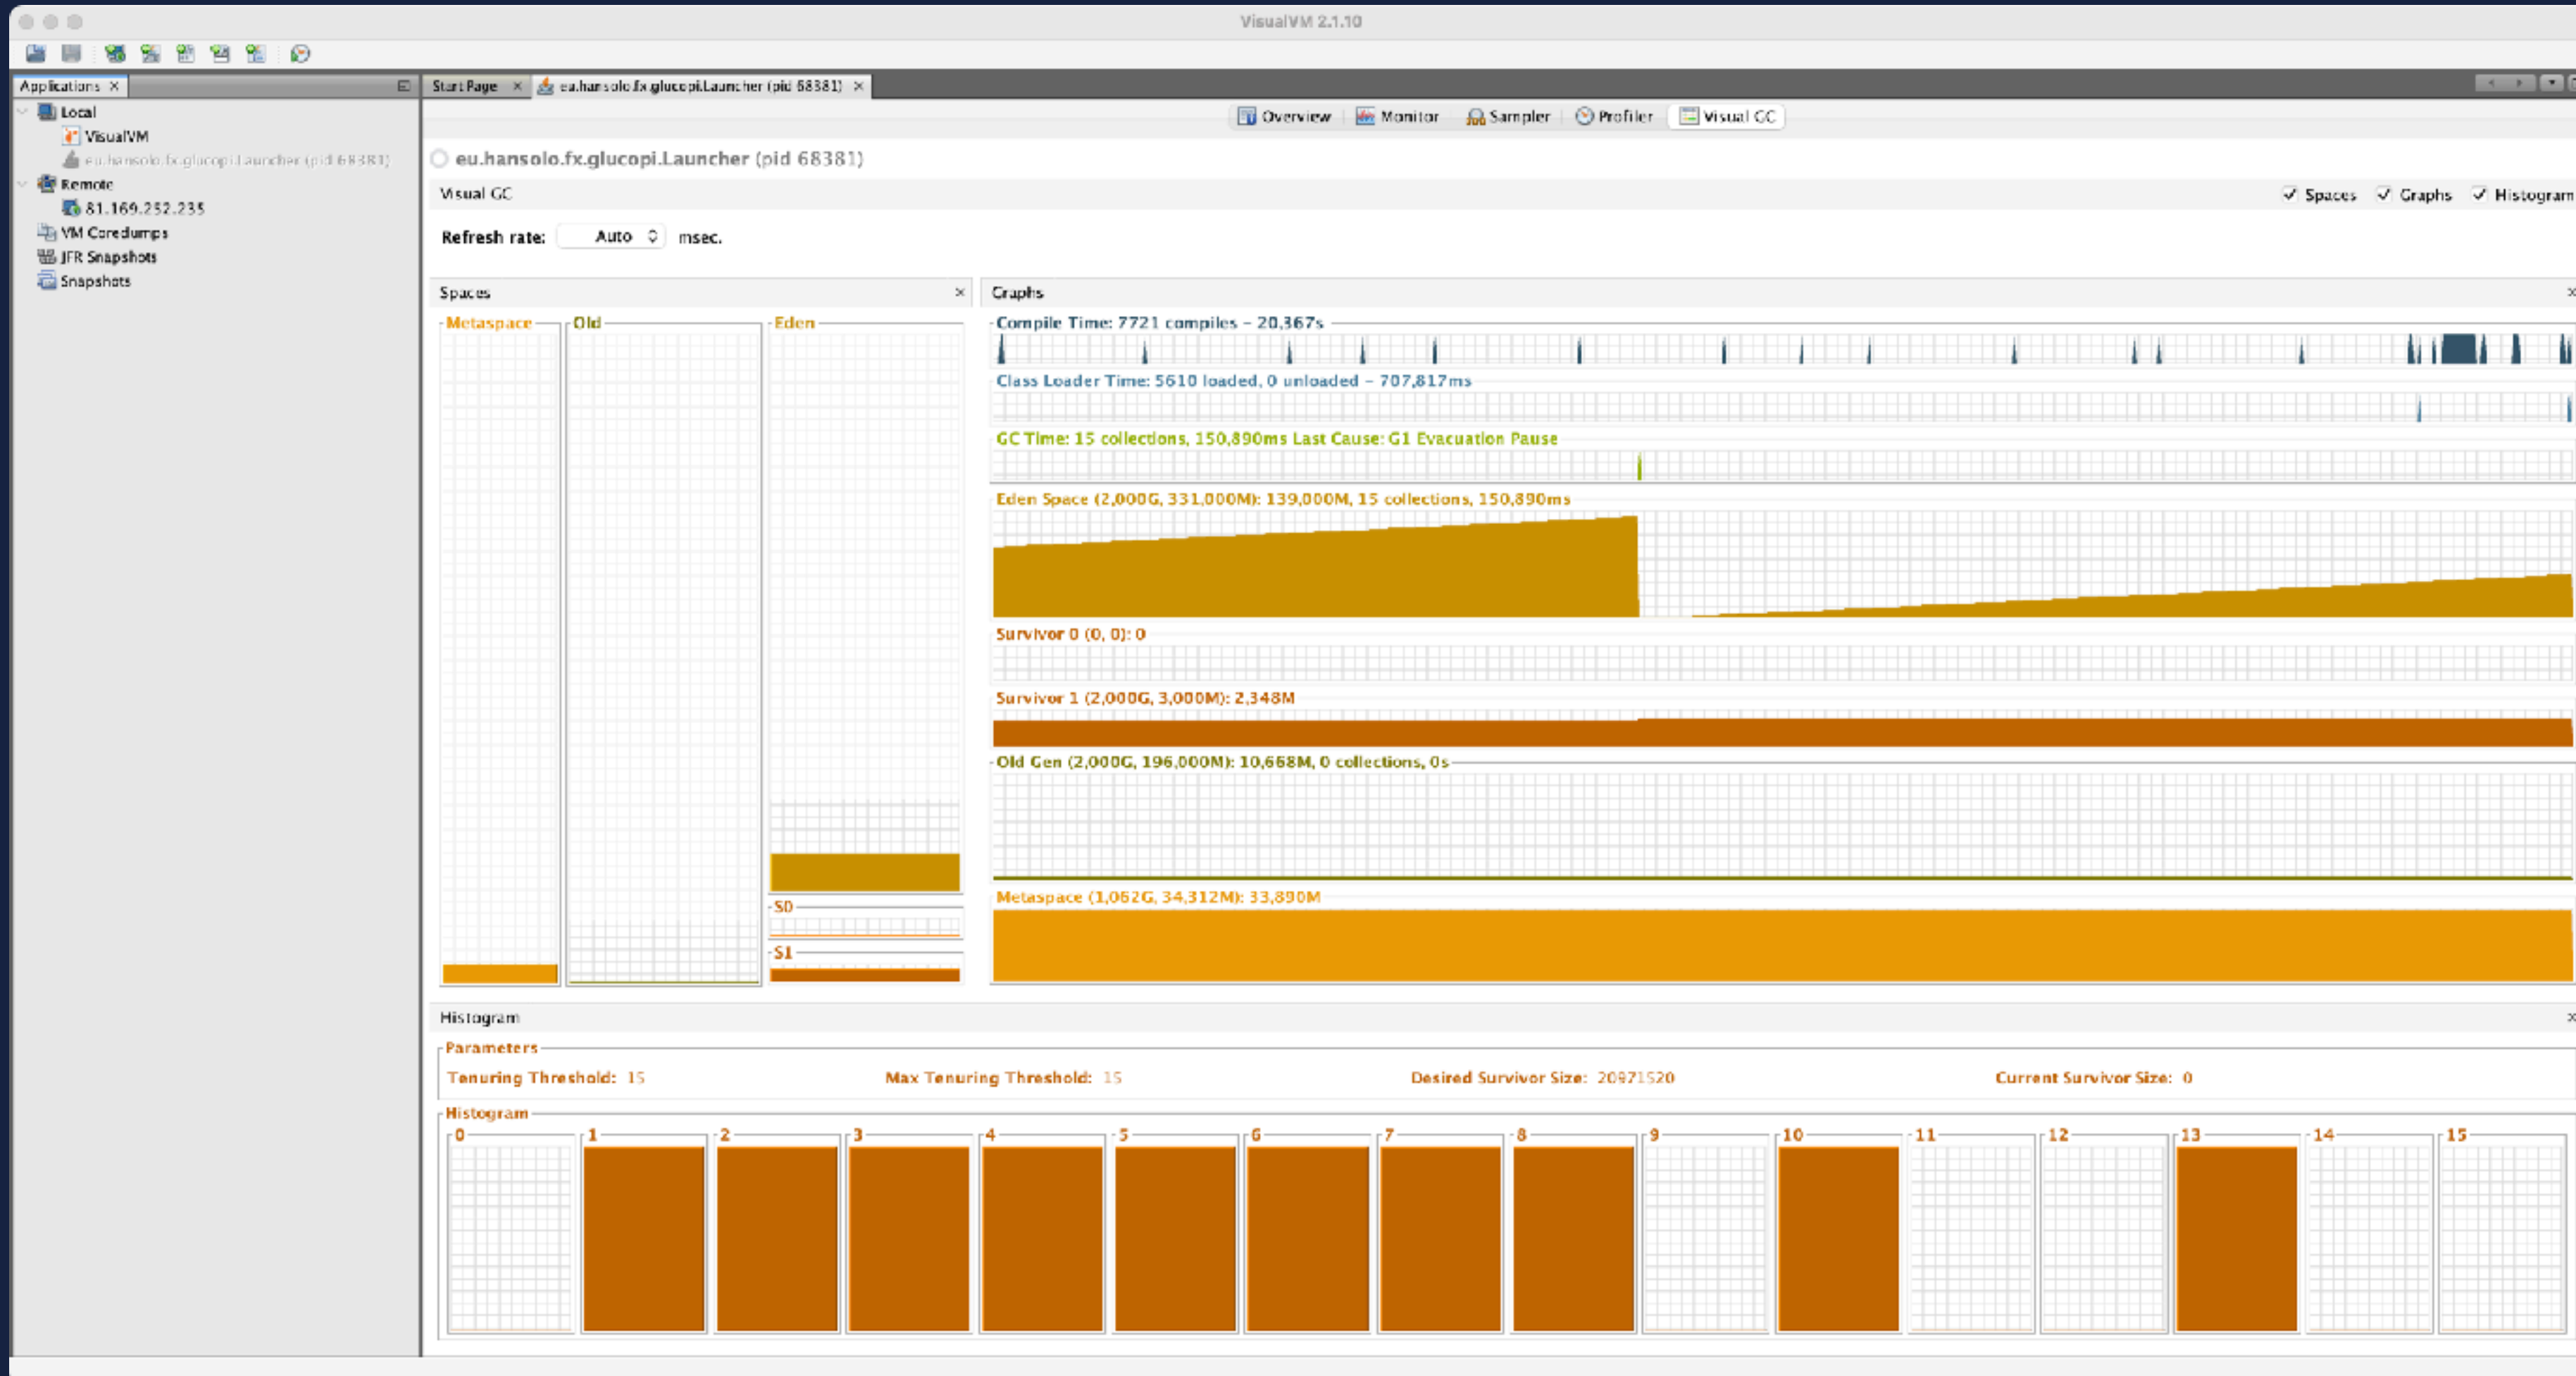 VisualVM 2.1.10
Applications
Start Page
eu.hansolo.fx.glucopi.Launcher (pid 68381)
Local
VisualVM
eu.hansolo.fx.glucopi.Launcher (pid 68381)
Remote
81.169.252.235
VM Coredumps
JFR Snapshots
Snapshots
Overview Monitor Sampler Profiler Visual GC
eu.hansolo.fx.glucopi.Launcher (pid 68381)
Visual GC
Spaces Graphs Histogram
Refresh rate: Auto msec.
Spaces
Metaspace Old Eden
S0
S1
Graphs
Compile Time: 7721 compiles - 20,367s
Class Loader Time: 5610 loaded, 0 unloaded - 707,817ms
GC Time: 15 collections, 150,890ms Last Cause: G1 Evacuation Pause
Eden Space (2,000G, 331,000M): 139,000M, 15 collections, 150,890ms
Survivor 0 (0, 0): 0
Survivor 1 (2,000G, 3,000M): 2,348M
Old Gen (2,000G, 196,000M): 10,668M, 0 collections, 0s
Metaspace (1,062G, 34,312M): 33,890M
Histogram
Parameters
Tenuring Threshold: 15 Max Tenuring Threshold: 15 Desired Survivor Size: 20971520 Current Survivor Size: 0
Histogram
0 1 2 3 4 5 6 7 8 9 10 11 12 13 14 15